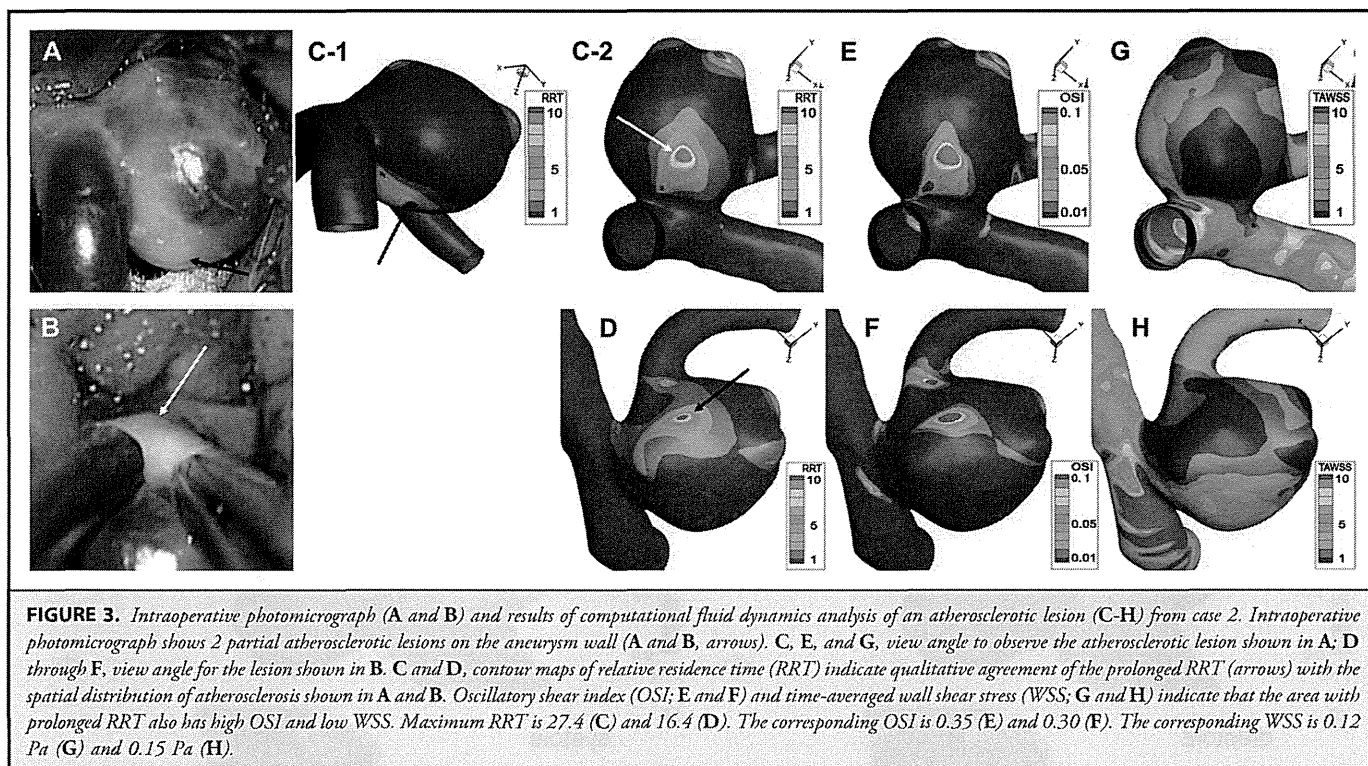 A
C-1
X
Y
Z
RRT
10
5
1
C-2
Y
X
RRT
10
5
1
E
Y
X
OSI
0.1
0.05
0.01
G
Y
X
TAWSS
10
5
1
B
D
Y
Z
RRT
10
5
1
F
Y
Z
OSI
0.1
0.05
0.01
H
X
Y
Z
TAWSS
10
5
1
FIGURE 3. Intraoperative photomicrograph (A and B) and results of computational fluid dynamics analysis of an atherosclerotic lesion (C-H) from case 2. Intraoperative
photomicrograph shows 2 partial atherosclerotic lesions on the aneurysm wall (A and B, arrows). C, E, and G, view angle to observe the atherosclerotic lesion shown in A; D
through F, view angle for the lesion shown in B. C and D, contour maps of relative residence time (RRT) indicate qualitative agreement of the prolonged RRT (arrows) with the
spatial distribution of atherosclerosis shown in A and B. Oscillatory shear index (OSI; E and F) and time-averaged wall shear stress (WSS; G and H) indicate that the area with
prolonged RRT also has high OSI and low WSS. Maximum RRT is 27.4 (C) and 16.4 (D). The corresponding OSI is 0.35 (E) and 0.30 (F). The corresponding WSS is 0.12
Pa (G) and 0.15 Pa (H).